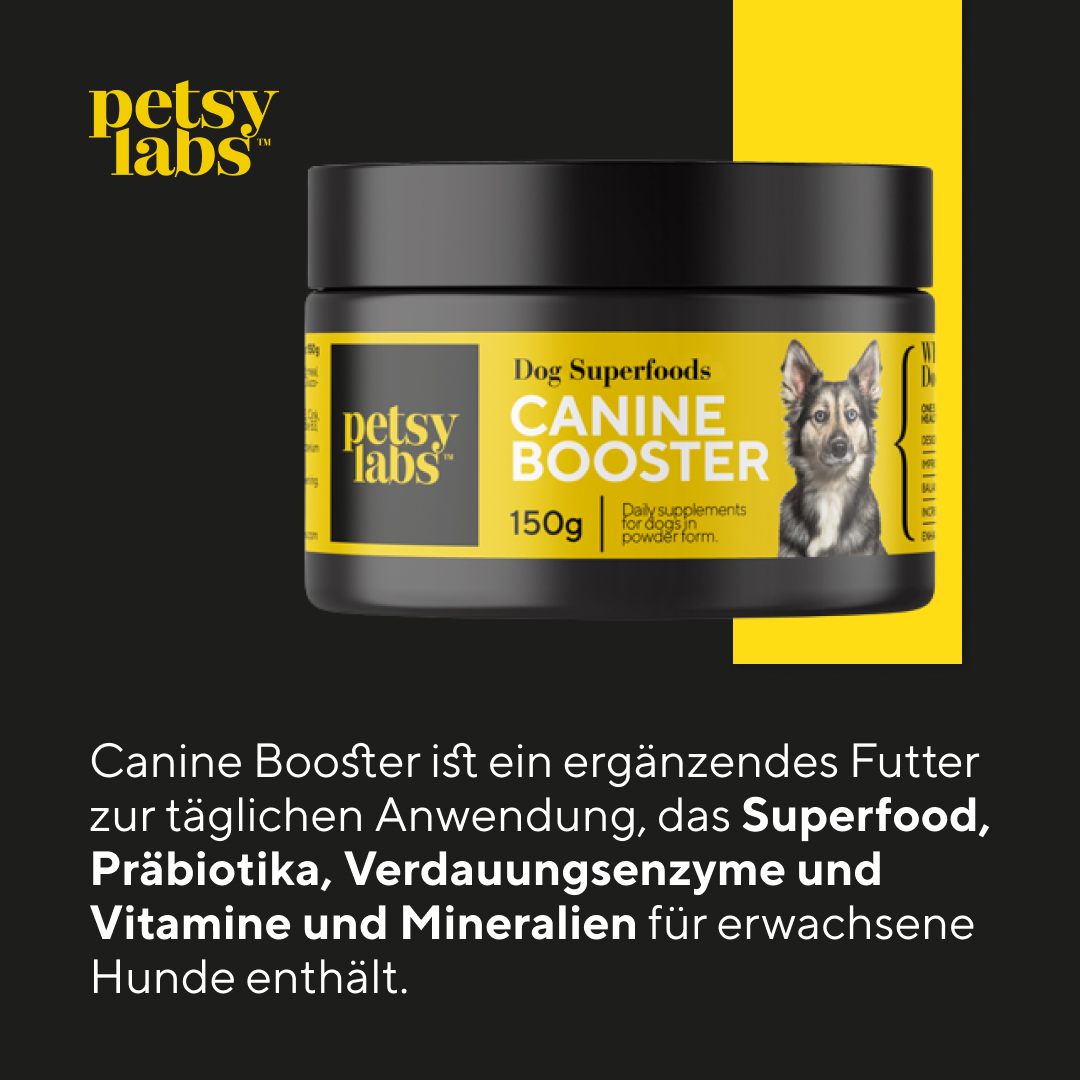 petsy
labs™
petsy
labs™
Dog Superfoods
CANINE
BOOSTER
150g
Daily supplements
for dogs in
powder form.
Canine Booster ist ein ergänzendes Futter
zur täglichen Anwendung, das Superfood,
Präbiotika, Verdauungsenzyme und
Vitamine und Mineralien für erwachsene
Hunde enthält.